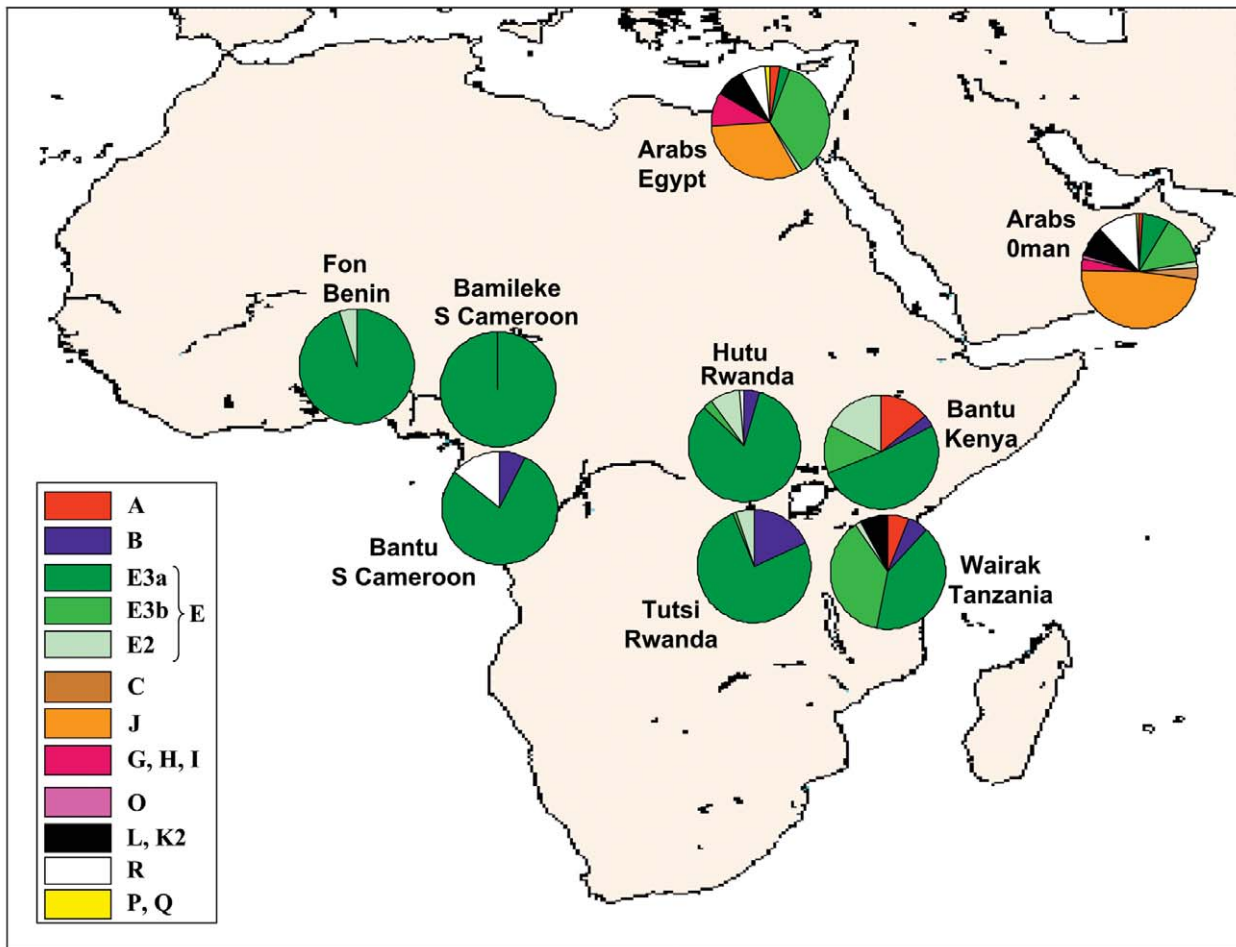 Arabs
Egypt
Arabs
0man
Fon
Benin
Bamileke
S Cameroon
Hutu
Rwanda
Bantu
Kenya
Bantu
S Cameroon
Tutsi
Rwanda
Wairak
Tanzania
A
B
E3a
E3b
E2
E
C
J
G, H, I
O
L, K2
R
P, Q